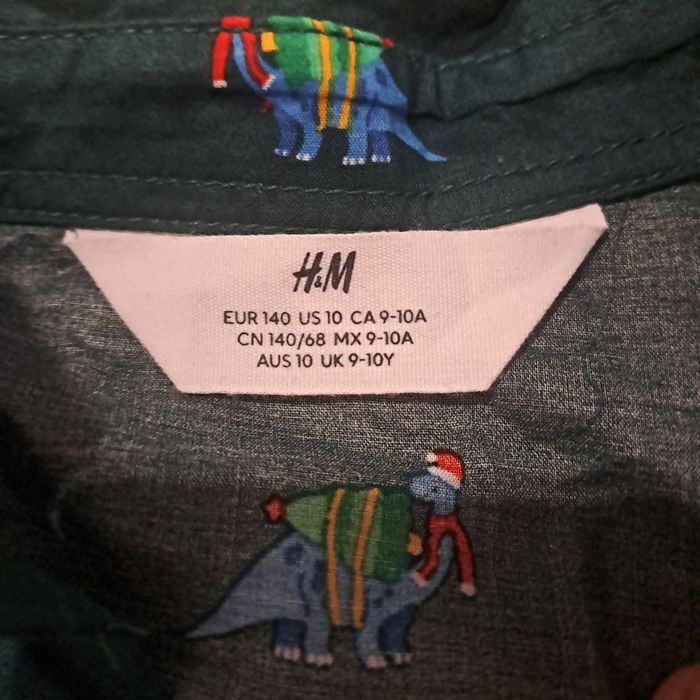 H&M
EUR 140 US 10 CA 9-10A
CN 140/68 MX 9-10A
AUS 10 UK 9-10Y